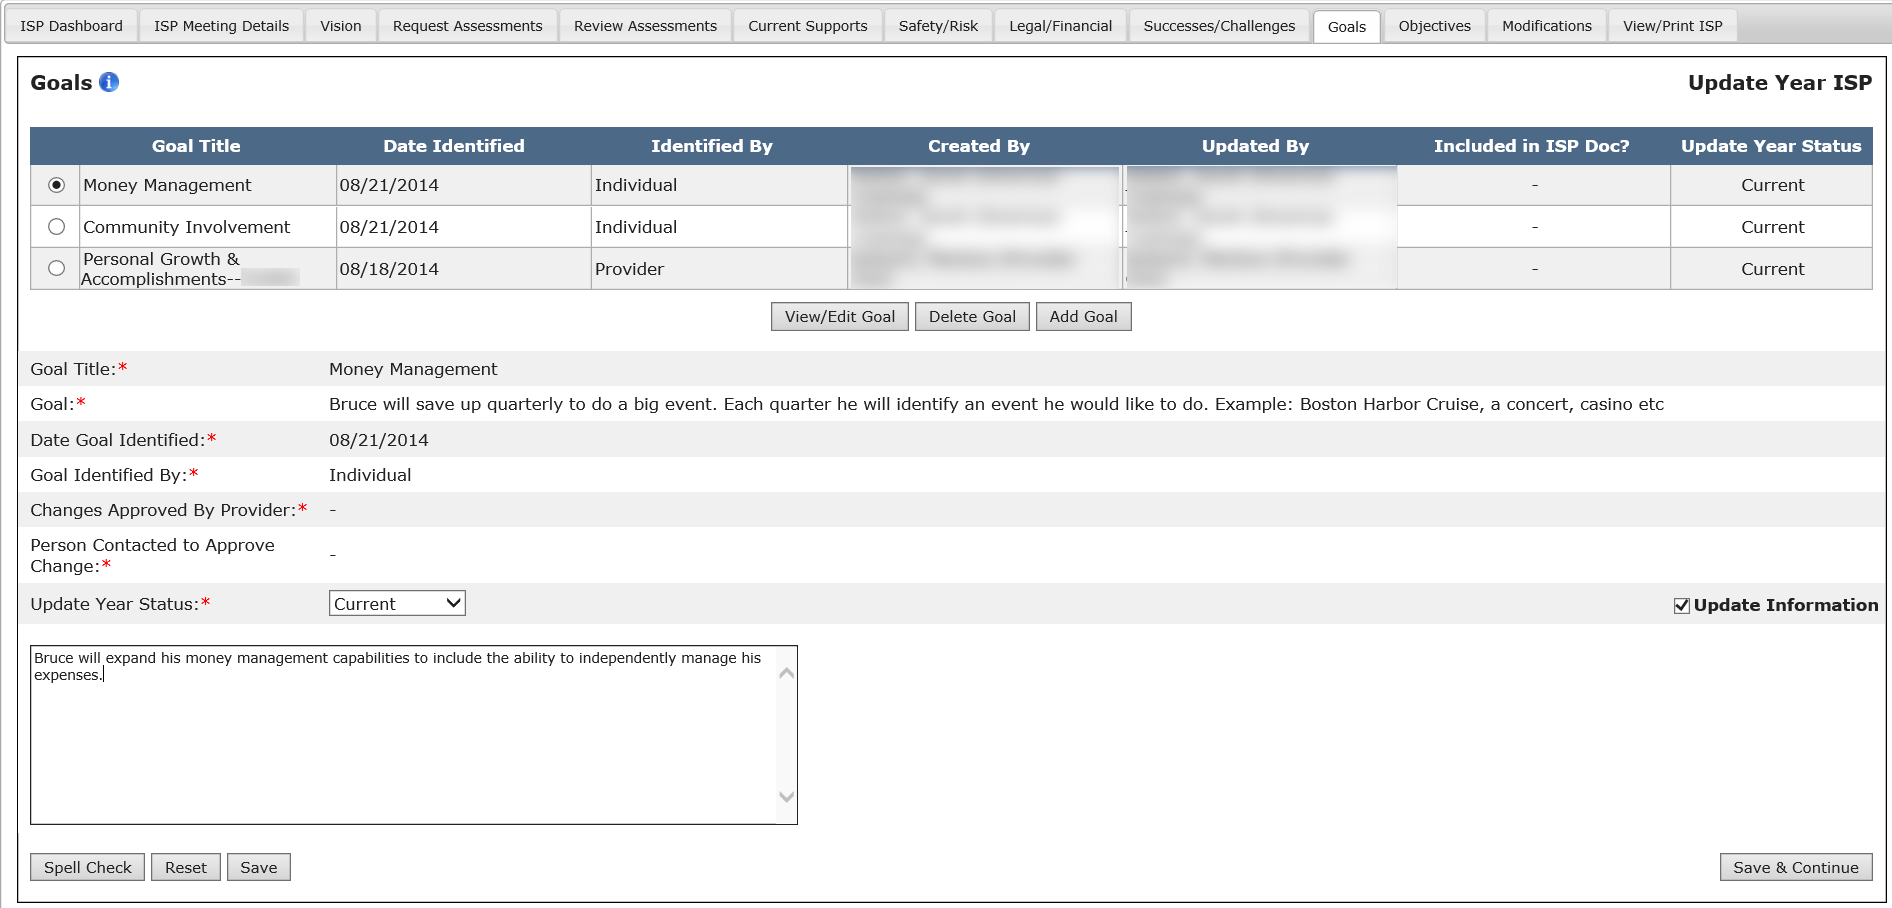 ISP Dashboard ISP Meeting Details Vision Request Assessments Review Assessments Current Supports Safety/Risk Legal/Financial Successes/Challenges Goals Objectives Modifications View/Print ISP
Goals i Update Year ISP
Goal Title Date Identified Identified By Created By Updated By Included in ISP Doc? Update Year Status
Money Management 08/21/2014 Individual - Current
Community Involvement 08/21/2014 Individual - Current
Personal Growth &
Accomplishments-- 08/18/2014 Provider - Current
View/Edit Goal Delete Goal Add Goal
Goal Title:* Money Management
Goal:* Bruce will save up quarterly to do a big event. Each quarter he will identify an event he would like to do. Example: Boston Harbor Cruise, a concert, casino etc
Date Goal Identified:* 08/21/2014
Goal Identified By:* Individual
Changes Approved By Provider:* -
Person Contacted to Approve
Change:* -
Update Year Status:* Current Update Information
Bruce will expand his money management capabilities to include the ability to independently manage his
expenses.
Spell Check Reset Save Save & Continue